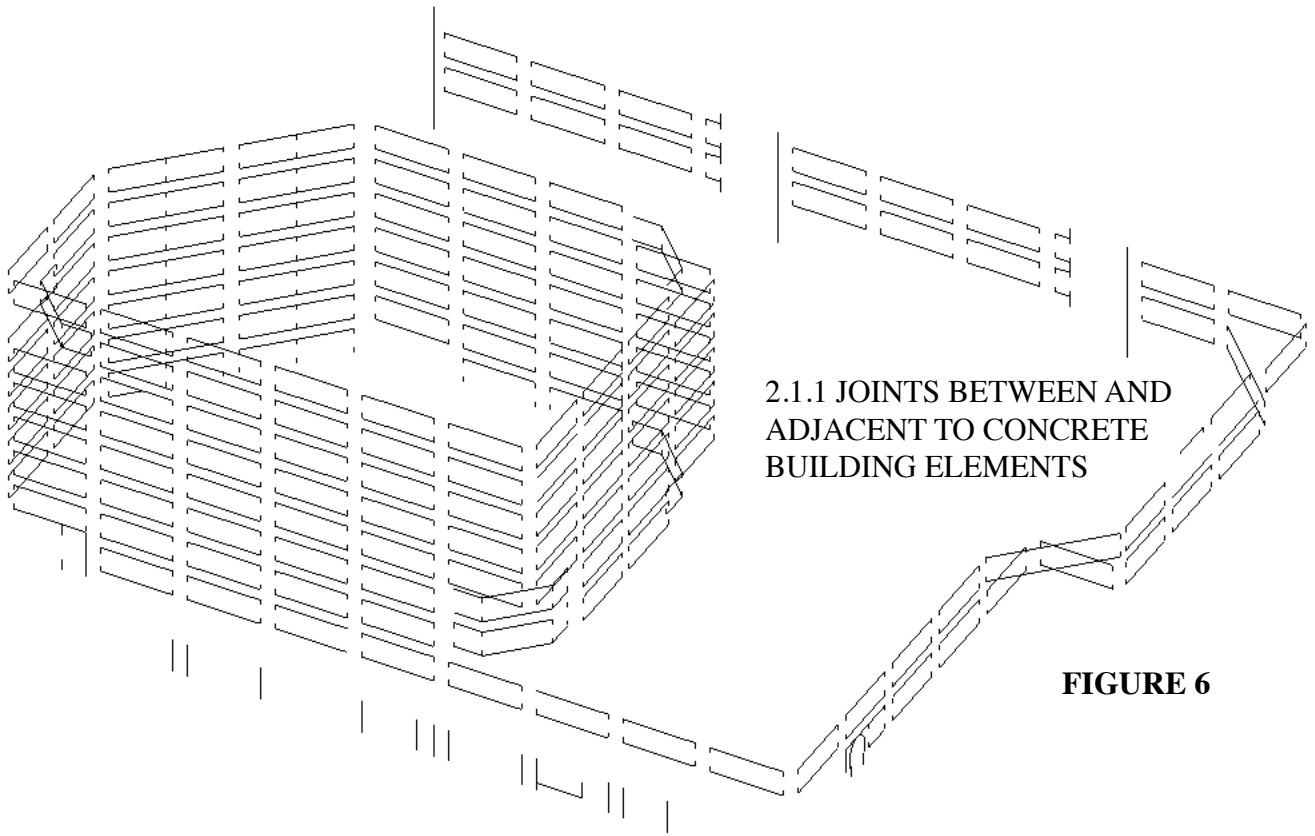 2.1.1 JOINTS BETWEEN AND
ADJACENT TO CONCRETE
BUILDING ELEMENTS
FIGURE 6